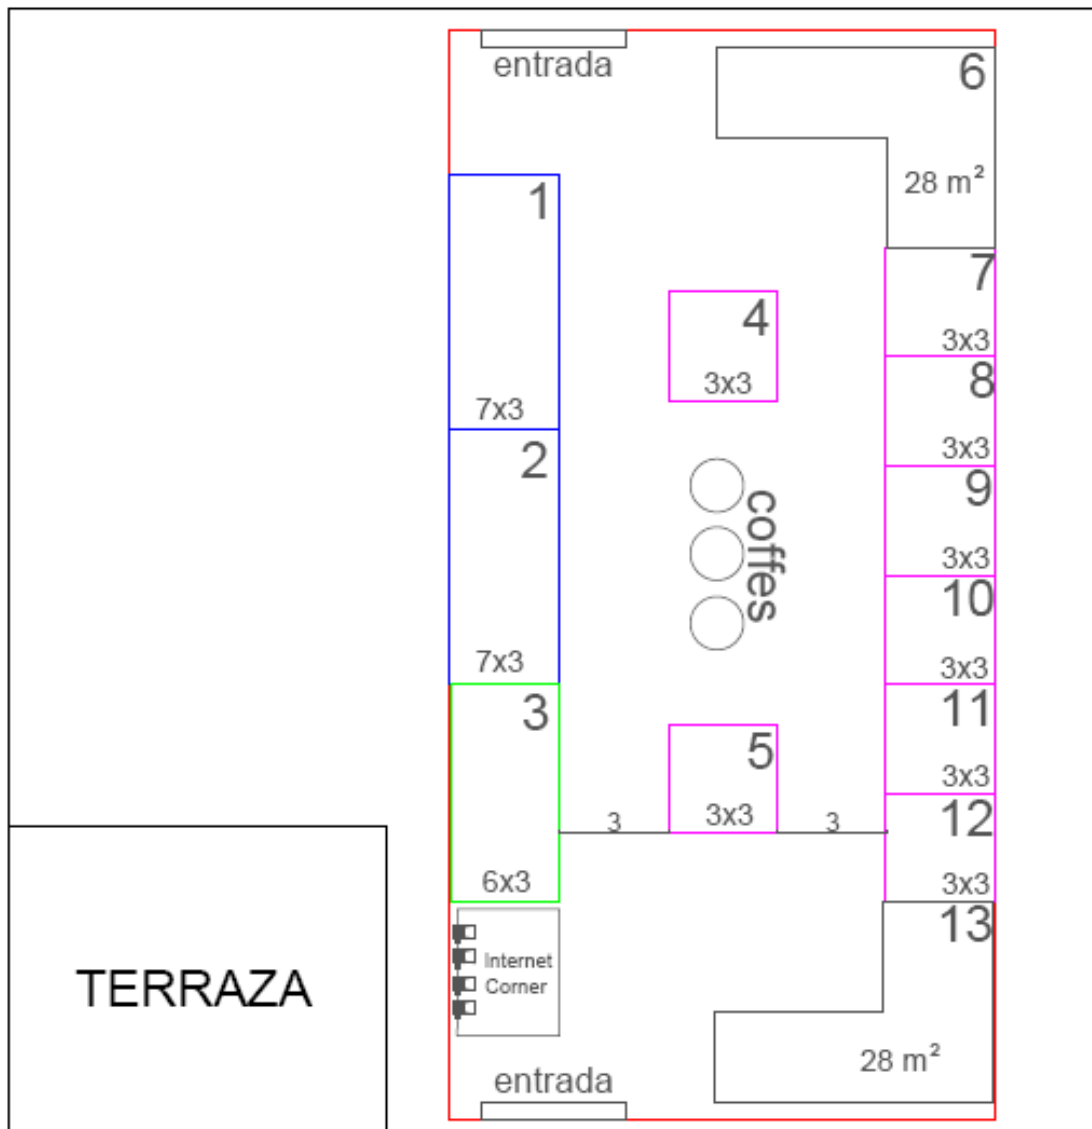 entrada
6
28 m²
1
7x3
7
3x3
4
3x3
8
3x3
2
7x3
coffes
9
3x3
10
3x3
3
6x3
5
3x3
3
3
11
3x3
12
3x3
13
28 m²
Internet
Corner
TERRAZA
entrada